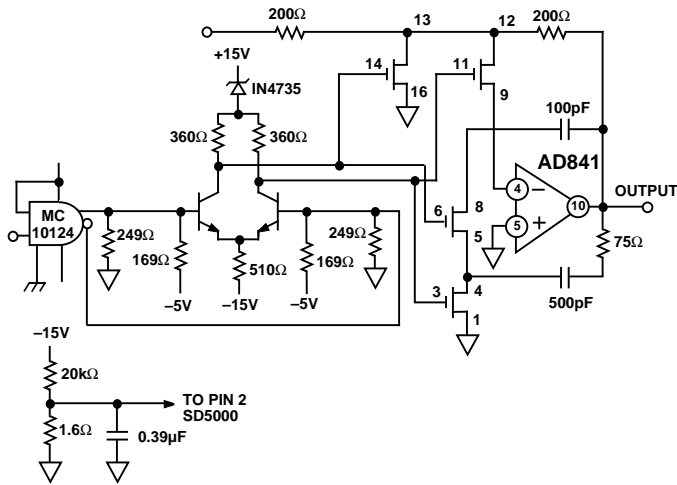 200Ω
13
12
200Ω
+15V
14
11
16
IN4735
9
360Ω
360Ω
100pF
AD841
MC
10124
8
6
5
4
–
5
+
10
OUTPUT
249Ω
169Ω
510Ω
169Ω
249Ω
75Ω
–5V
–15V
–5V
3
4
1
500pF
–15V
20kΩ
TO PIN 2
SD5000
1.6Ω
0.39µF